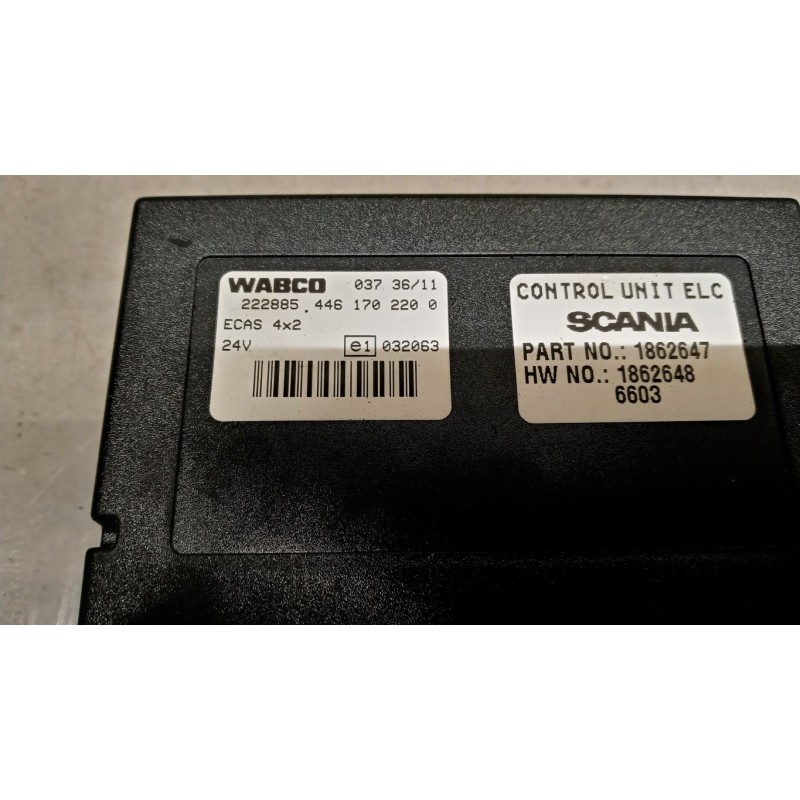 WABCO 037 36/11
222885 . 446 170 220 0
ECAS 4x2
24V e1 032063
CONTROL UNIT ELC
SCANIA
PART NO.: 1862647
HW NO.: 1862648
6603